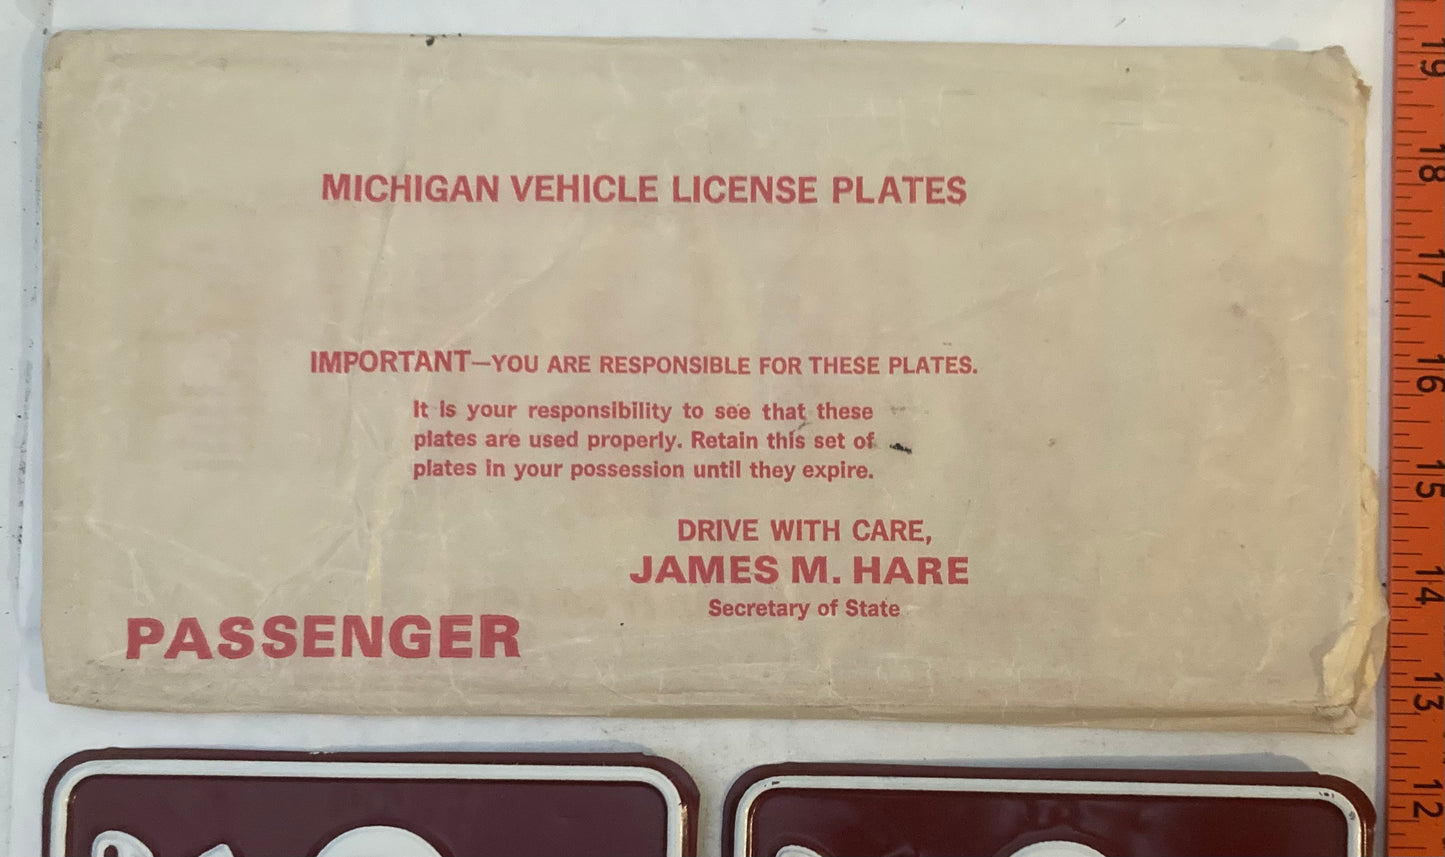 MICHIGAN VEHICLE LICENSE PLATES
IMPORTANT—YOU ARE RESPONSIBLE FOR THESE PLATES.
It is your responsibility to see that these
plates are used properly. Retain this set of
plates in your possession until they expire.
DRIVE WITH CARE,
JAMES M. HARE
Secretary of State
PASSENGER
19
18
17
16
15
14
13
12